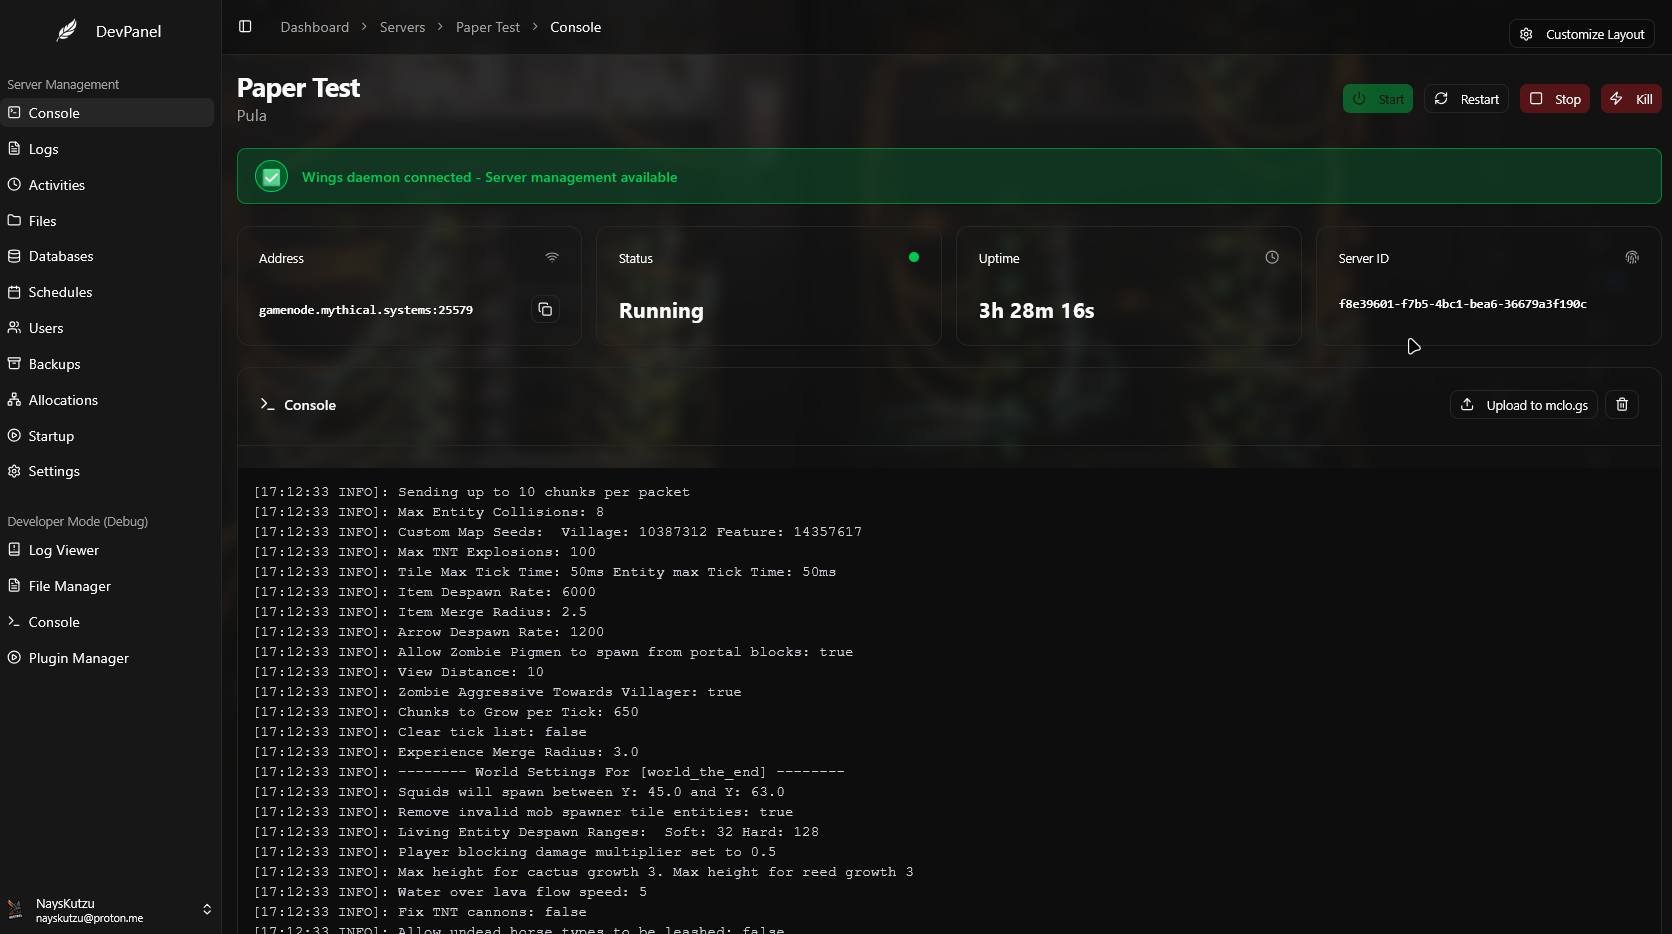 DevPanel
Server Management
Console
Logs
Activities
Files
Databases
Schedules
Users
Backups
Allocations
Startup
Settings
Developer Mode (Debug)
Log Viewer
File Manager
Console
Plugin Manager
NaysKutzu
nayskutzu@proton.me
Dashboard > Servers > Paper Test > Console
Customize Layout
Paper Test
Pula
Start
Restart
Stop
Kill
Wings daemon connected - Server management available
Address
gamenode.mythical.systems:25579
Status
Running
Uptime
3h 28m 16s
Server ID
f8e39601-f7b5-4bc1-bea6-36679a3f190c
Console
Upload to mclo.gs
[17:12:33 INFO]: Sending up to 10 chunks per packet
[17:12:33 INFO]: Max Entity Collisions: 8
[17:12:33 INFO]: Custom Map Seeds:  Village: 10387312 Feature: 14357617
[17:12:33 INFO]: Max TNT Explosions: 100
[17:12:33 INFO]: Tile Max Tick Time: 50ms Entity max Tick Time: 50ms
[17:12:33 INFO]: Item Despawn Rate: 6000
[17:12:33 INFO]: Item Merge Radius: 2.5
[17:12:33 INFO]: Arrow Despawn Rate: 1200
[17:12:33 INFO]: Allow Zombie Pigmen to spawn from portal blocks: true
[17:12:33 INFO]: View Distance: 10
[17:12:33 INFO]: Zombie Aggressive Towards Villager: true
[17:12:33 INFO]: Chunks to Grow per Tick: 650
[17:12:33 INFO]: Clear tick list: false
[17:12:33 INFO]: Experience Merge Radius: 3.0
[17:12:33 INFO]: -------- World Settings For [world_the_end] --------
[17:12:33 INFO]: Squids will spawn between Y: 45.0 and Y: 63.0
[17:12:33 INFO]: Remove invalid mob spawner tile entities: true
[17:12:33 INFO]: Living Entity Despawn Ranges:  Soft: 32 Hard: 128
[17:12:33 INFO]: Player blocking damage multiplier set to 0.5
[17:12:33 INFO]: Max height for cactus growth 3. Max height for reed growth 3
[17:12:33 INFO]: Water over lava flow speed: 5
[17:12:33 INFO]: Fix TNT cannons: false
[17:12:33 INFO]: Allow undead horse types to be leashed: false